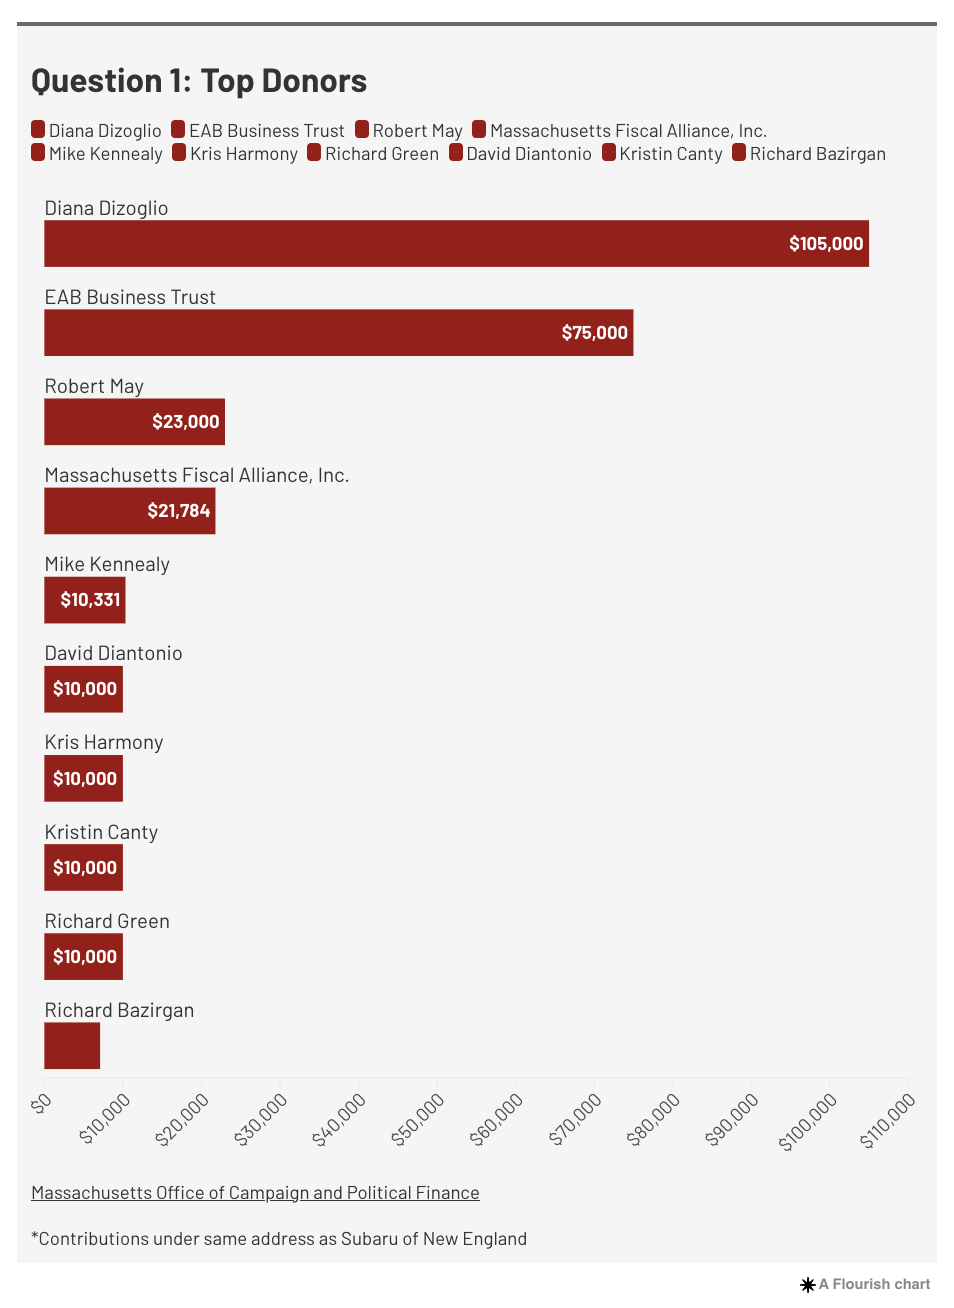 Question 1: Top Donors
Diana Dizoglio EAB Business Trust Robert May Massachusetts Fiscal Alliance, Inc.
Mike Kennealy Kris Harmony Richard Green David Diantonio Kristin Canty Richard Bazirgan
Diana Dizoglio
$105,000
EAB Business Trust
$75,000
Robert May
$23,000
Massachusetts Fiscal Alliance, Inc.
$21,784
Mike Kennealy
$10,331
David Diantonio
$10,000
Kris Harmony
$10,000
Kristin Canty
$10,000
Richard Green
$10,000
Richard Bazirgan
$0 $10,000 $20,000 $30,000 $40,000 $50,000 $60,000 $70,000 $80,000 $90,000 $100,000 $110,000
Massachusetts Office of Campaign and Political Finance
*Contributions under same address as Subaru of New England
A Flourish chart